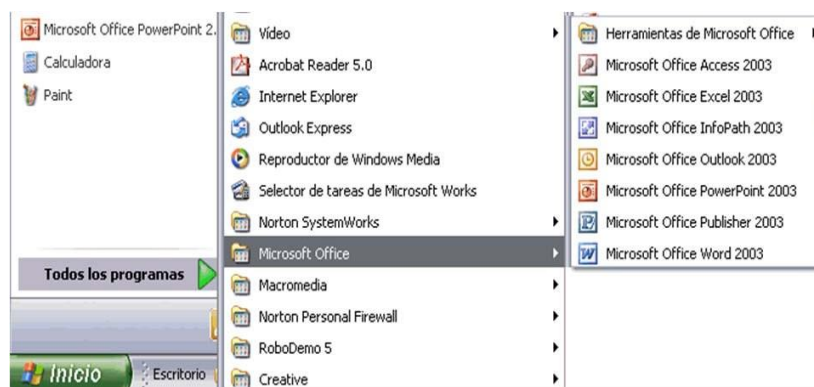 Microsoft Office PowerPoint 2.
Calculadora
Paint
Todos los programas
Inicio
Escritorio
Vídeo
Acrobat Reader 5.0
Internet Explorer
Outlook Express
Reproductor de Windows Media
Selector de tareas de Microsoft Works
Norton SystemWorks
Microsoft Office
Macromedia
Norton Personal Firewall
RoboDemo 5
Creative
Herramientas de Microsoft Office
Microsoft Office Access 2003
Microsoft Office Excel 2003
Microsoft Office InfoPath 2003
Microsoft Office Outlook 2003
Microsoft Office PowerPoint 2003
Microsoft Office Publisher 2003
Microsoft Office Word 2003